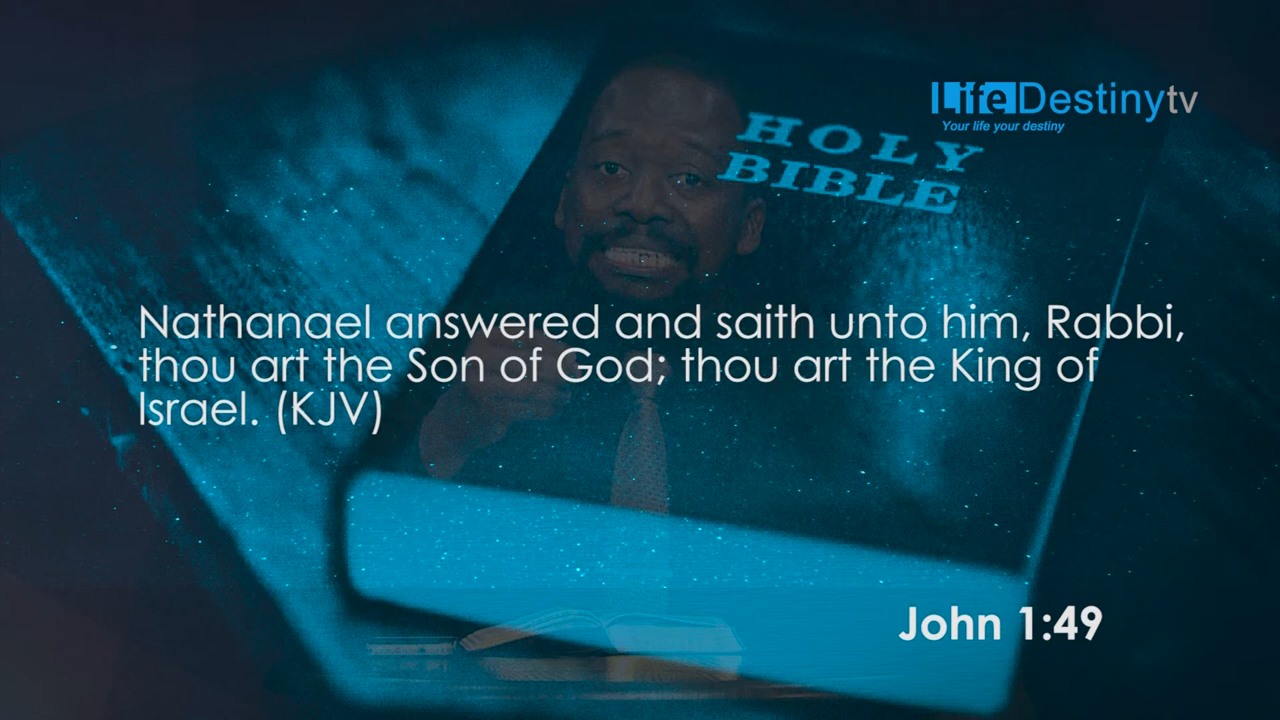 LifeDestinytv
Your life your destiny
HOLY
BIBLE
Nathanael answered and saith unto him, Rabbi,
thou art the Son of God; thou art the King of
Israel. (KJV)
John 1:49